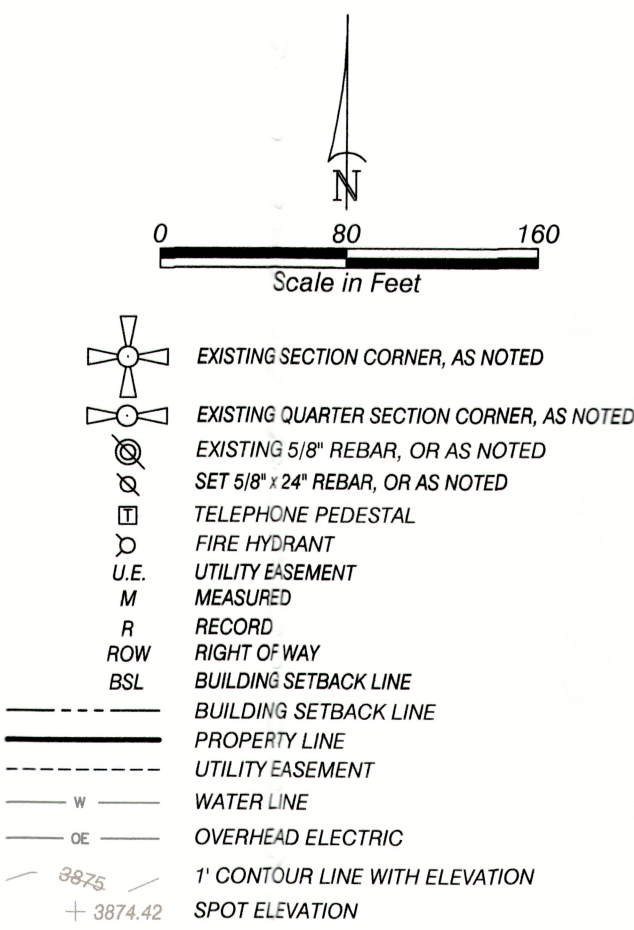 N
0 80 160
Scale in Feet
EXISTING SECTION CORNER, AS NOTED
EXISTING QUARTER SECTION CORNER, AS NOTED
EXISTING 5/8" REBAR, OR AS NOTED
SET 5/8" x 24" REBAR, OR AS NOTED
T TELEPHONE PEDESTAL
FIRE HYDRANT
U.E. UTILITY EASEMENT
M MEASURED
R RECORD
ROW RIGHT OF WAY
BSL BUILDING SETBACK LINE
BUILDING SETBACK LINE
PROPERTY LINE
UTILITY EASEMENT
W WATER LINE
OE OVERHEAD ELECTRIC
3875 1' CONTOUR LINE WITH ELEVATION
+ 3874.42 SPOT ELEVATION